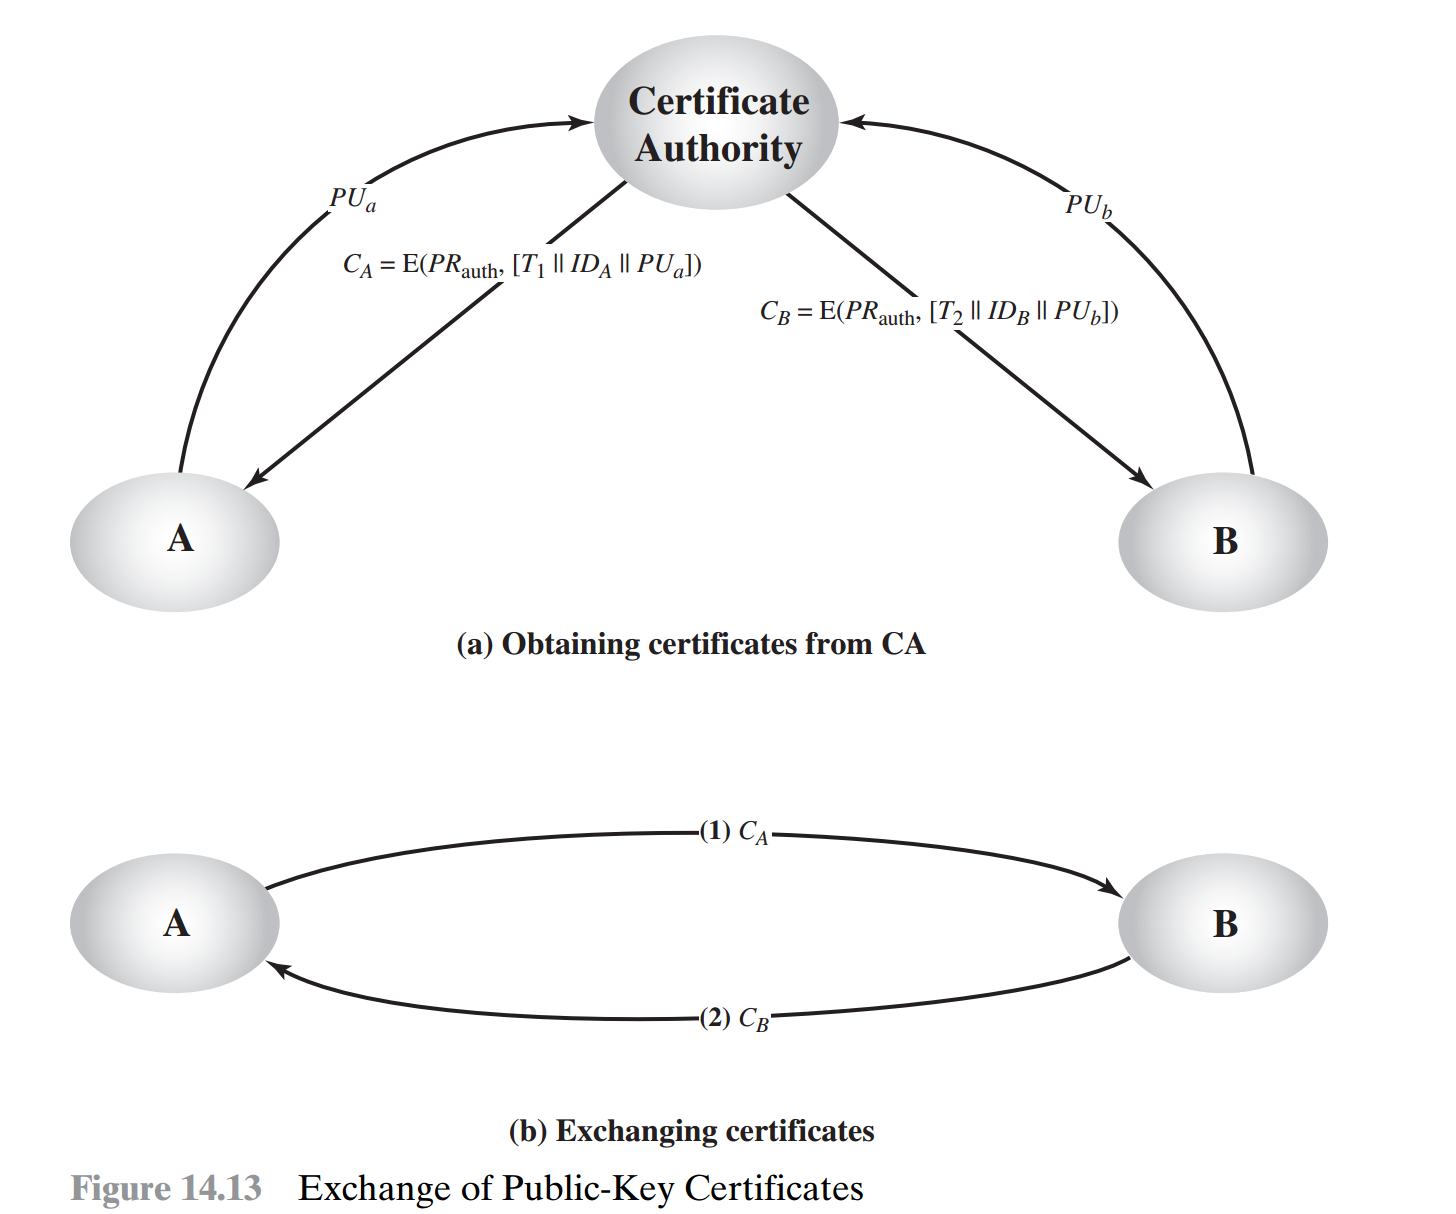 Certificate
Authority
PUa
PUb
CA = E(PRauth, [T1 || IDA || PUa])
CB = E(PRauth, [T2 || IDB || PUb])
A
B
(a) Obtaining certificates from CA
(1) CA
A
B
(2) CB
(b) Exchanging certificates
Figure 14.13 Exchange of Public-Key Certificates